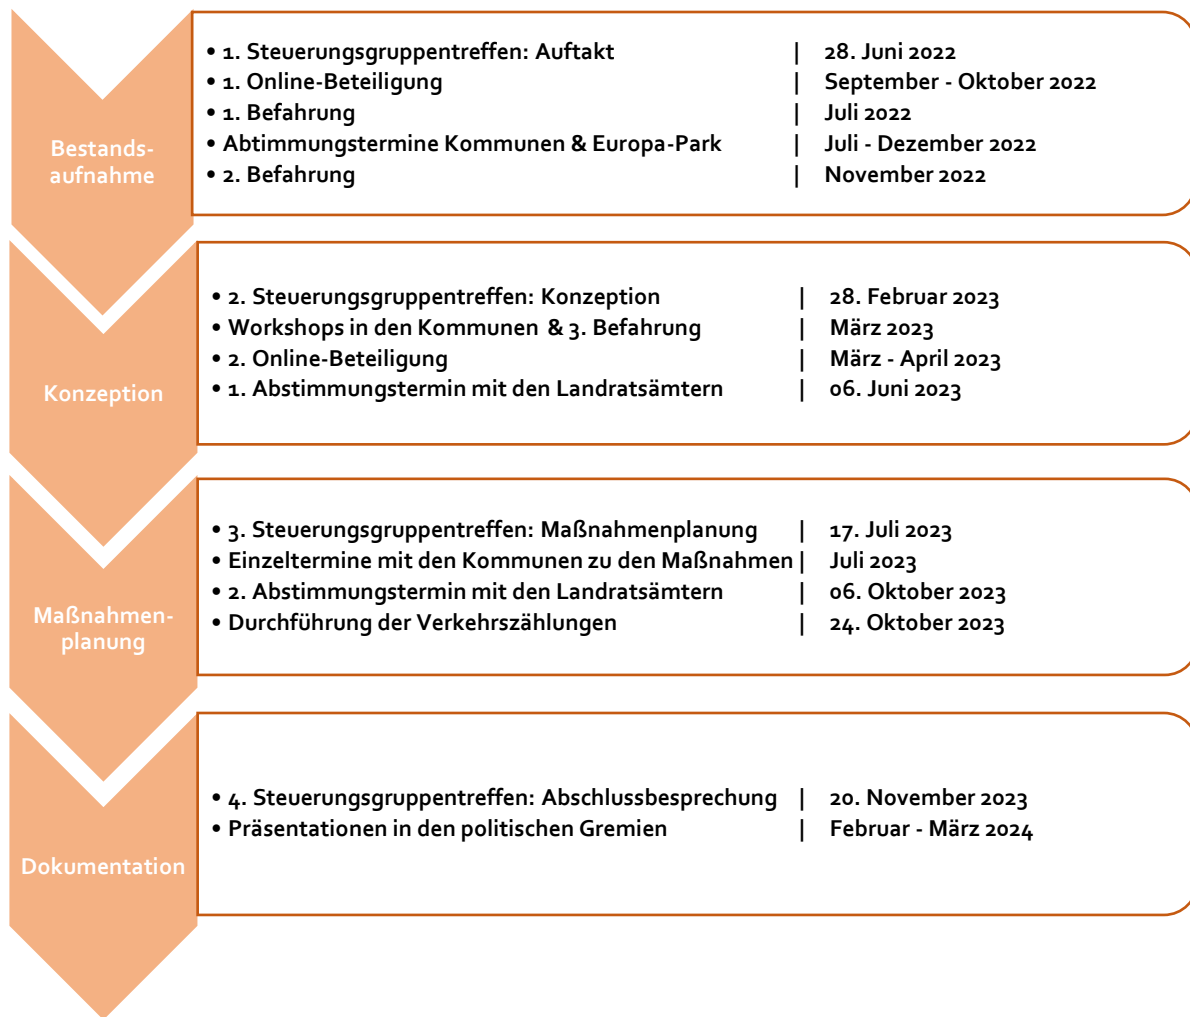 Bestands-
aufnahme
• 1. Steuerungsgruppentreffen: Auftakt | 28. Juni 2022
• 1. Online-Beteiligung | September - Oktober 2022
• 1. Befahrung | Juli 2022
• Abtimmungstermine Kommunen & Europa-Park | Juli - Dezember 2022
• 2. Befahrung | November 2022
Konzeption
• 2. Steuerungsgruppentreffen: Konzeption | 28. Februar 2023
• Workshops in den Kommunen & 3. Befahrung | März 2023
• 2. Online-Beteiligung | März - April 2023
• 1. Abstimmungstermin mit den Landratsämtern | 06. Juni 2023
Maßnahmen-
planung
• 3. Steuerungsgruppentreffen: Maßnahmenplanung | 17. Juli 2023
• Einzeltermine mit den Kommunen zu den Maßnahmen | Juli 2023
• 2. Abstimmungstermin mit den Landratsämtern | 06. Oktober 2023
• Durchführung der Verkehrszählungen | 24. Oktober 2023
Dokumentation
• 4. Steuerungsgruppentreffen: Abschlussbesprechung | 20. November 2023
• Präsentationen in den politischen Gremien | Februar - März 2024